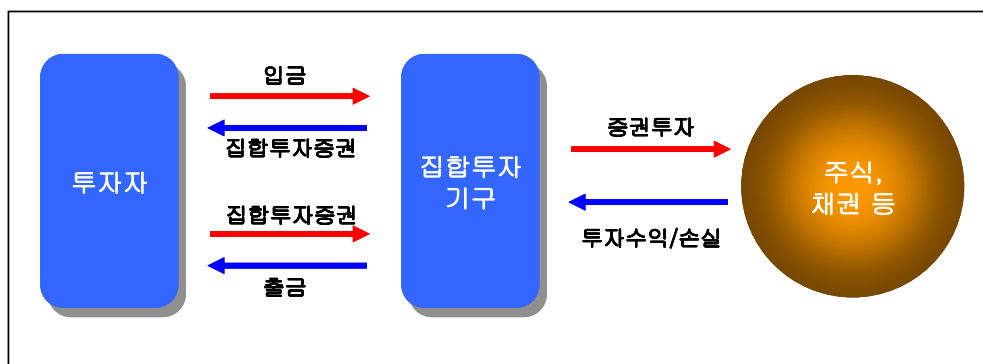 투자자
입금
집합투자증권
집합투자증권
출금
집합투자
기구
증권투자
투자수익/손실
주식,
채권 등